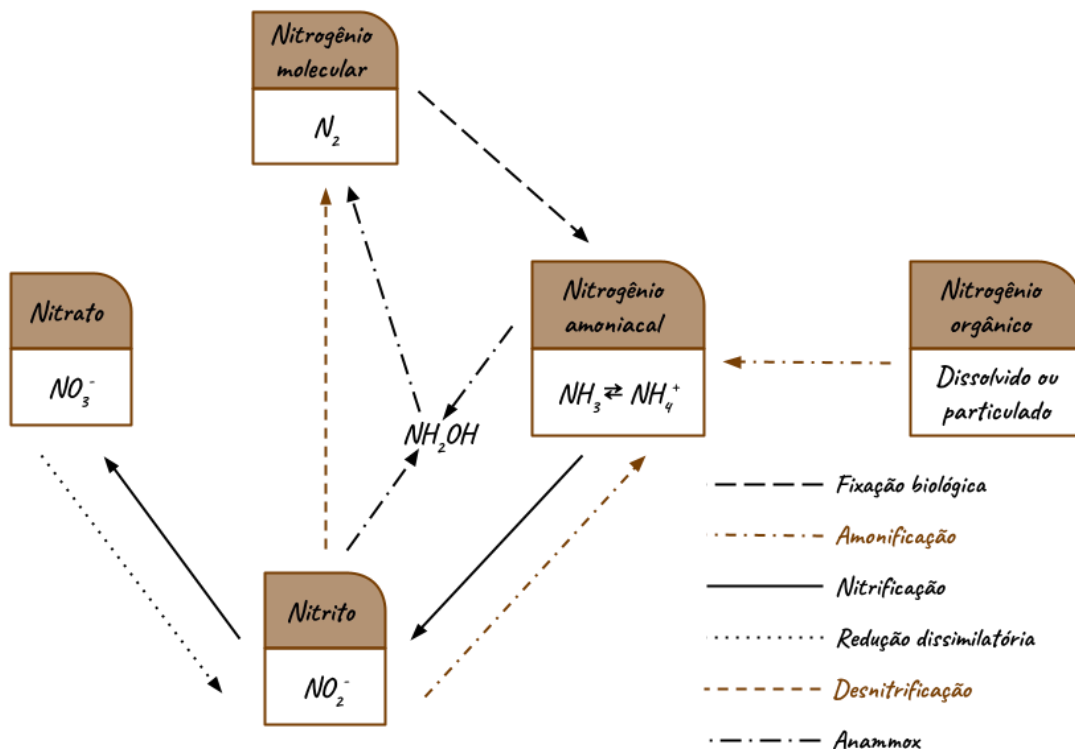 Nitrogênio
molecular
N₂
Nitrato
NO₃⁻
Nitrogênio
amoniacal
NH₃ ⇄ NH₄⁺
Nitrogênio
orgânico
Dissolvido ou
particulado
NH₂OH
Nitrito
NO₂⁻
Fixação biológica
Amonificação
Nitrificação
Redução dissimilatória
Desnitrificação
Anammox